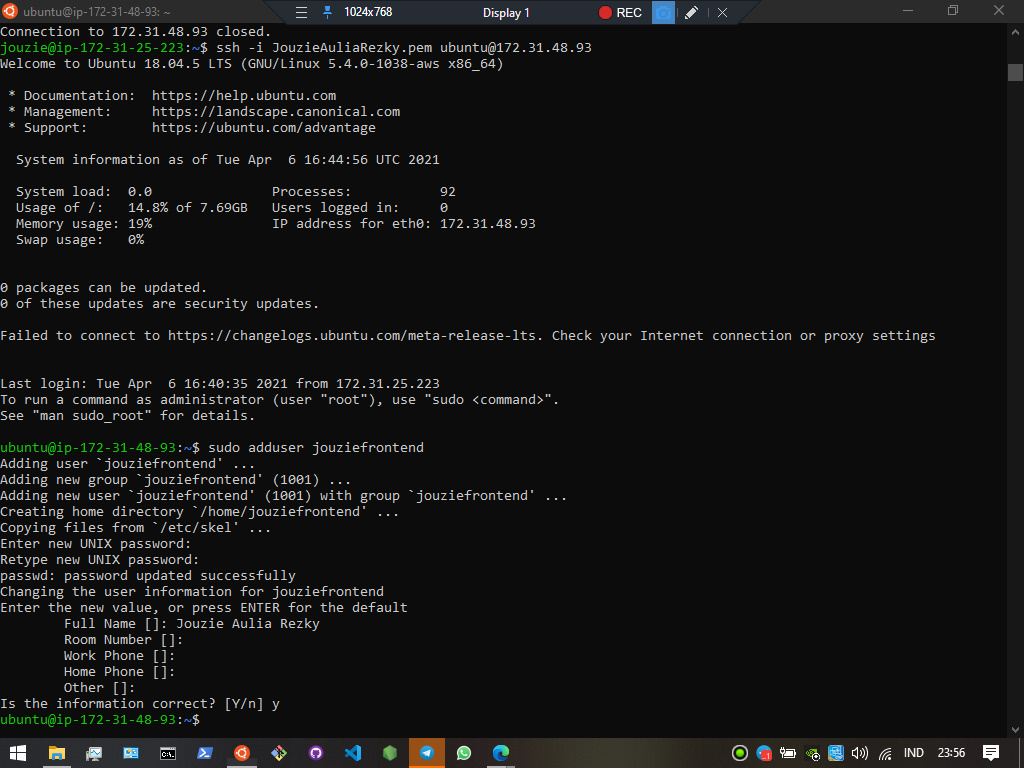 ubuntu@ip-172-31-48-93: ~
1024x768
Display 1
REC
Connection to 172.31.48.93 closed.
jouzie@ip-172-31-25-223:~$ ssh -i JouzieAuliaRezky.pem ubuntu@172.31.48.93
Welcome to Ubuntu 18.04.5 LTS (GNU/Linux 5.4.0-1038-aws x86_64)
* Documentation:  https://help.ubuntu.com
* Management:     https://landscape.canonical.com
* Support:        https://ubuntu.com/advantage
System information as of Tue Apr  6 16:44:56 UTC 2021
System load:  0.0               Processes:           92
Usage of /:   14.8% of 7.69GB   Users logged in:     0
Memory usage: 19%               IP address for eth0: 172.31.48.93
Swap usage:   0%
0 packages can be updated.
0 of these updates are security updates.
Failed to connect to https://changelogs.ubuntu.com/meta-release-lts. Check your Internet connection or proxy settings
Last login: Tue Apr  6 16:40:35 2021 from 172.31.25.223
To run a command as administrator (user "root"), use "sudo <command>".
See "man sudo_root" for details.
ubuntu@ip-172-31-48-93:~$ sudo adduser jouziefrontend
Adding user `jouziefrontend' ...
Adding new group `jouziefrontend' (1001) ...
Adding new user `jouziefrontend' (1001) with group `jouziefrontend' ...
Creating home directory `/home/jouziefrontend' ...
Copying files from `/etc/skel' ...
Enter new UNIX password:
Retype new UNIX password:
passwd: password updated successfully
Changing the user information for jouziefrontend
Enter the new value, or press ENTER for the default
Full Name []: Jouzie Aulia Rezky
Room Number []:
Work Phone []:
Home Phone []:
Other []:
Is the information correct? [Y/n] y
ubuntu@ip-172-31-48-93:~$
IND
23:56